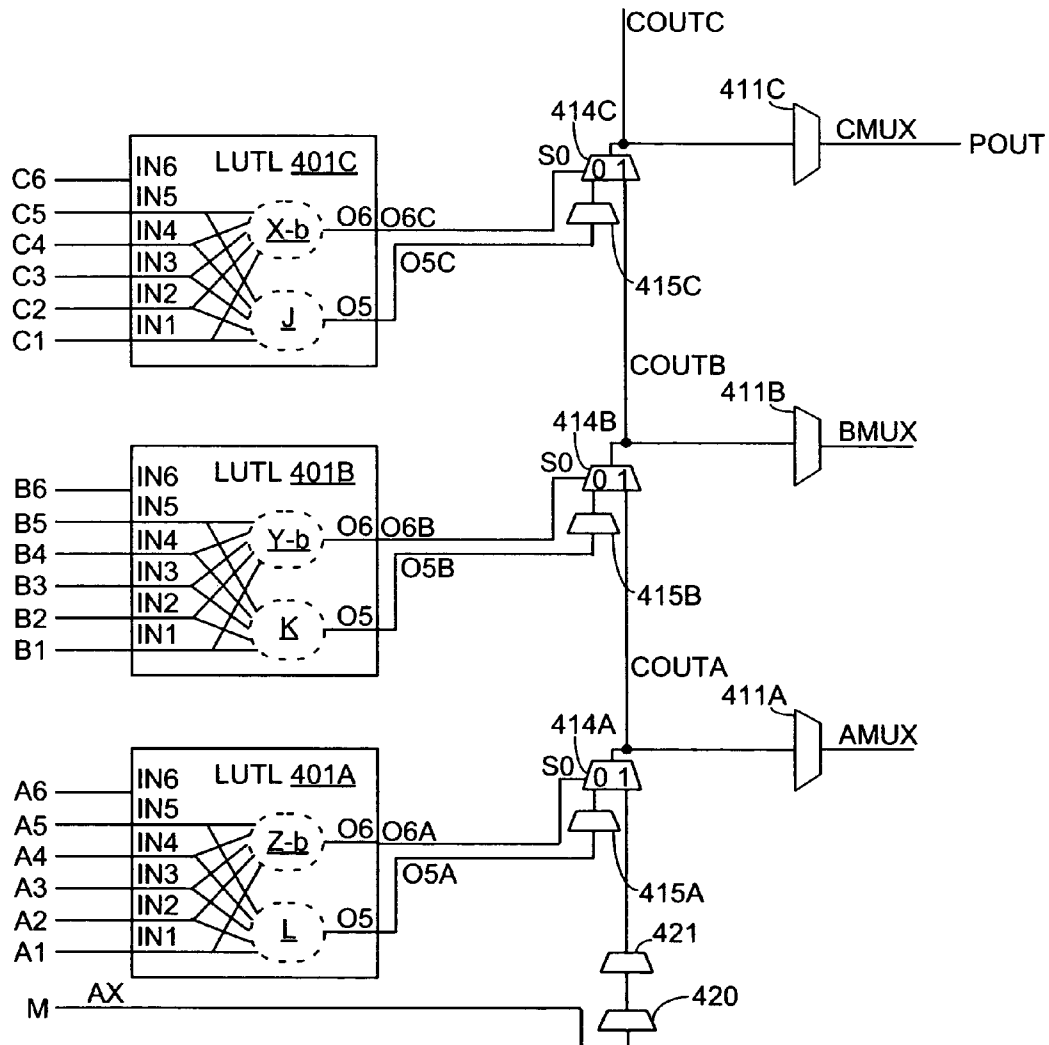 COUTC
411C
414C
CMUX
POUT
S0
0 1
LUTL 401C
C6
IN6
C5
IN5
C4
IN4
C3
IN3
C2
IN2
C1
IN1
X-b
J
O6
O6C
O5
O5C
415C
COUTB
411B
414B
BMUX
S0
0 1
LUTL 401B
B6
IN6
B5
IN5
B4
IN4
B3
IN3
B2
IN2
B1
IN1
Y-b
K
O6
O6B
O5
O5B
415B
COUTA
411A
414A
AMUX
S0
0 1
LUTL 401A
A6
IN6
A5
IN5
A4
IN4
A3
IN3
A2
IN2
A1
IN1
Z-b
L
O6
O6A
O5
O5A
415A
421
420
M
AX